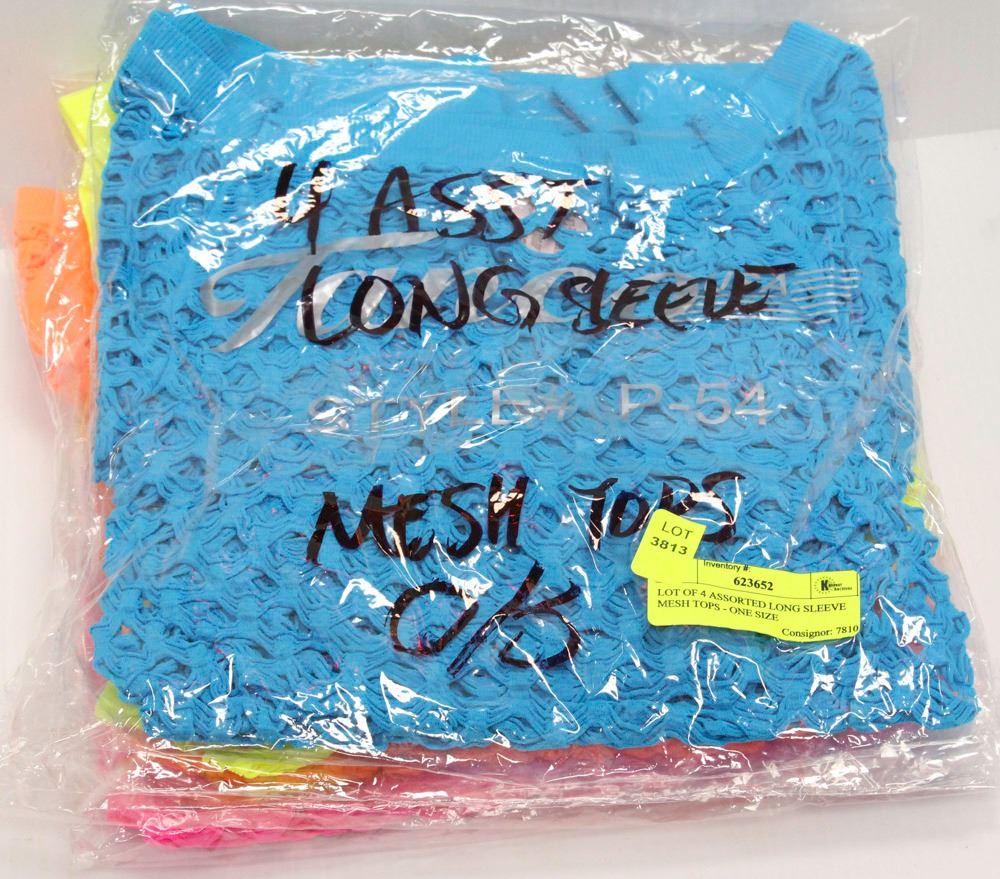 4 ASST
LONG SLEEVE
STYLE# P-54
MESH TOPS
O/S
LOT
3813
Inventory #:
623652
LOT OF 4 ASSORTED LONG SLEEVE
MESH TOPS - ONE SIZE
Consignor: 7810